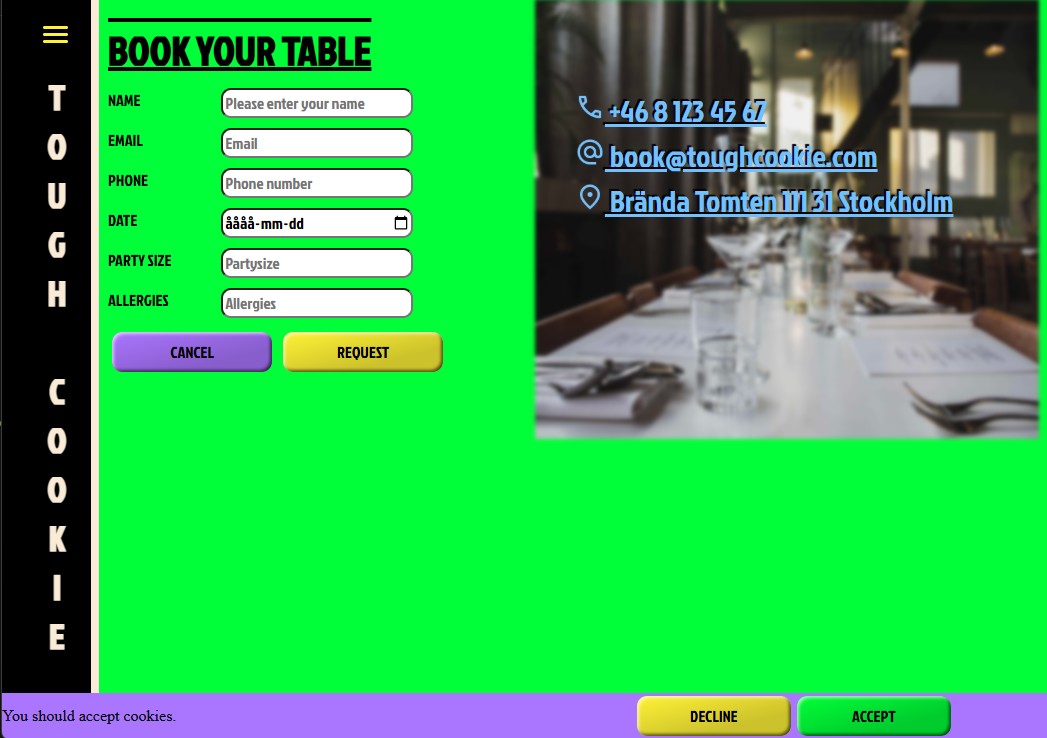 TOUGH COOKIE
BOOK YOUR TABLE
NAME Please enter your name
EMAIL Email
PHONE Phone number
DATE åååå-mm-dd
PARTY SIZE Partysize
ALLERGIES Allergies
CANCEL REQUEST
+46 8 123 45 67
book@toughcookie.com
Brända Tomten 111 31 Stockholm
You should accept cookies. DECLINE ACCEPT